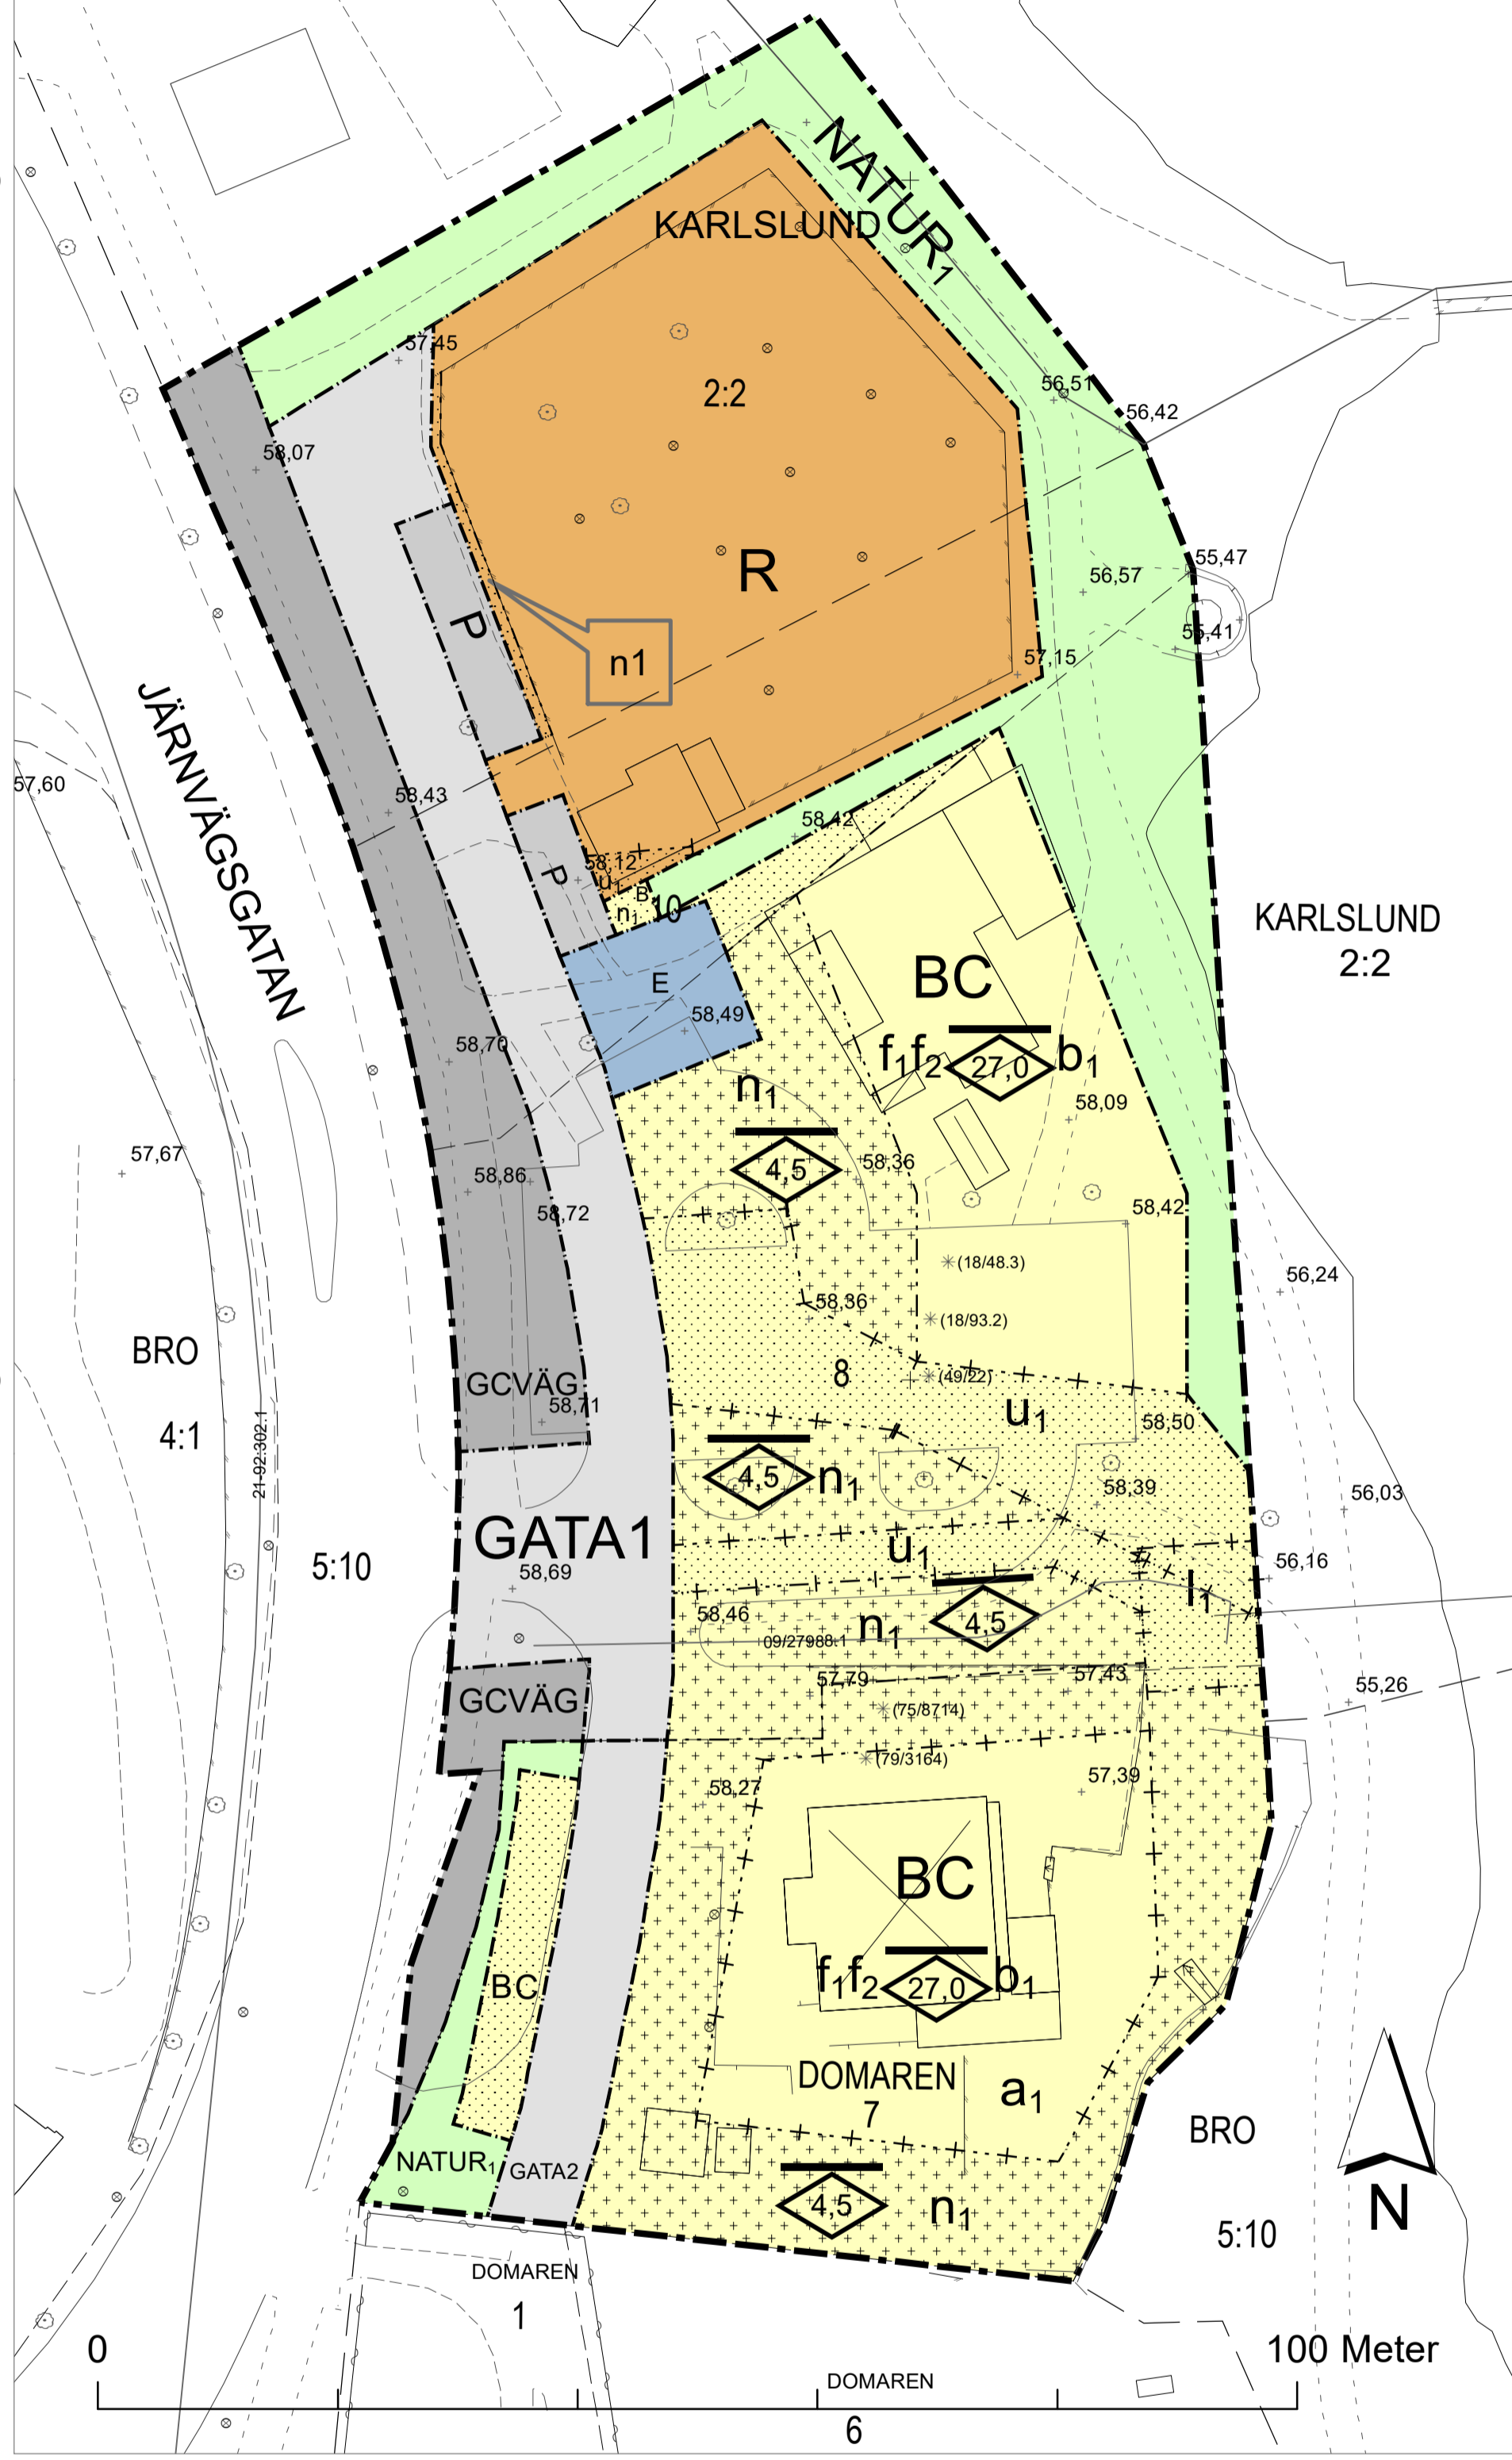 NATUR1
KARLSLUND
57,45
2:2
56,51
56,42
58,07
55,47
R
56,57
P
55,41
n1
57,15
JÄRNVÄGSGATAN
57,60
58,43
58,42
58,12
P
u1
B
n1
10
KARLSLUND
2:2
BC
E
58,49
58,70
f1f2
27,0
b1
n1
58,09
57,67
4,5
58,36
58,86
58,72
58,42
(18/48.3)
56,24
58,36
(18/93.2)
BRO
8
(49/22)
GCVÄG
58,71
u1
58,50
4:1
21-92:302.1
4,5
n1
58,39
56,03
GATA1
u1
5:10
58,69
56,16
l1
58,46
n1
4,5
09/27988.1
57,79
57,43
55,26
GCVÄG
(75/8714)
(79/3164)
58,27
57,39
BC
BC
f1f2
27,0
b1
DOMAREN
7
a1
BRO
NATUR1
GATA2
4,5
n1
N
5:10
DOMAREN
1
0
100 Meter
DOMAREN
6